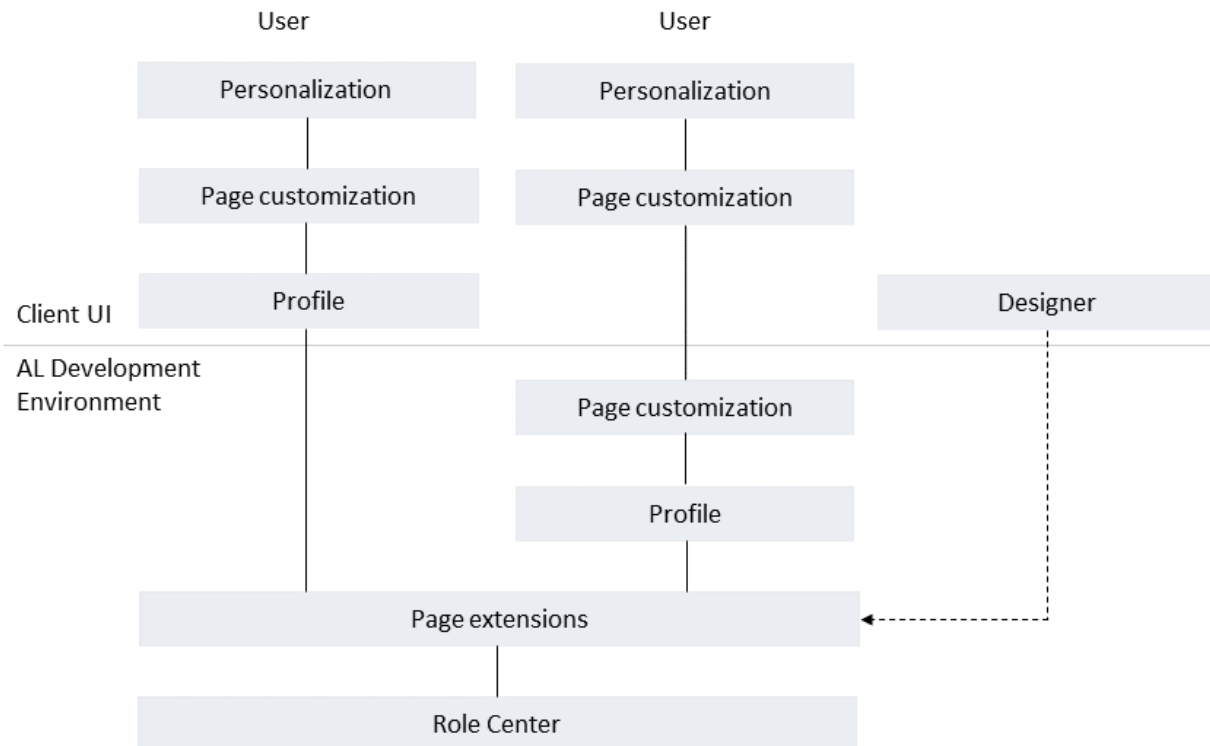 User
User
Personalization
Personalization
Page customization
Page customization
Profile
Designer
Client UI
AL Development
Environment
Page customization
Profile
Page extensions
Role Center